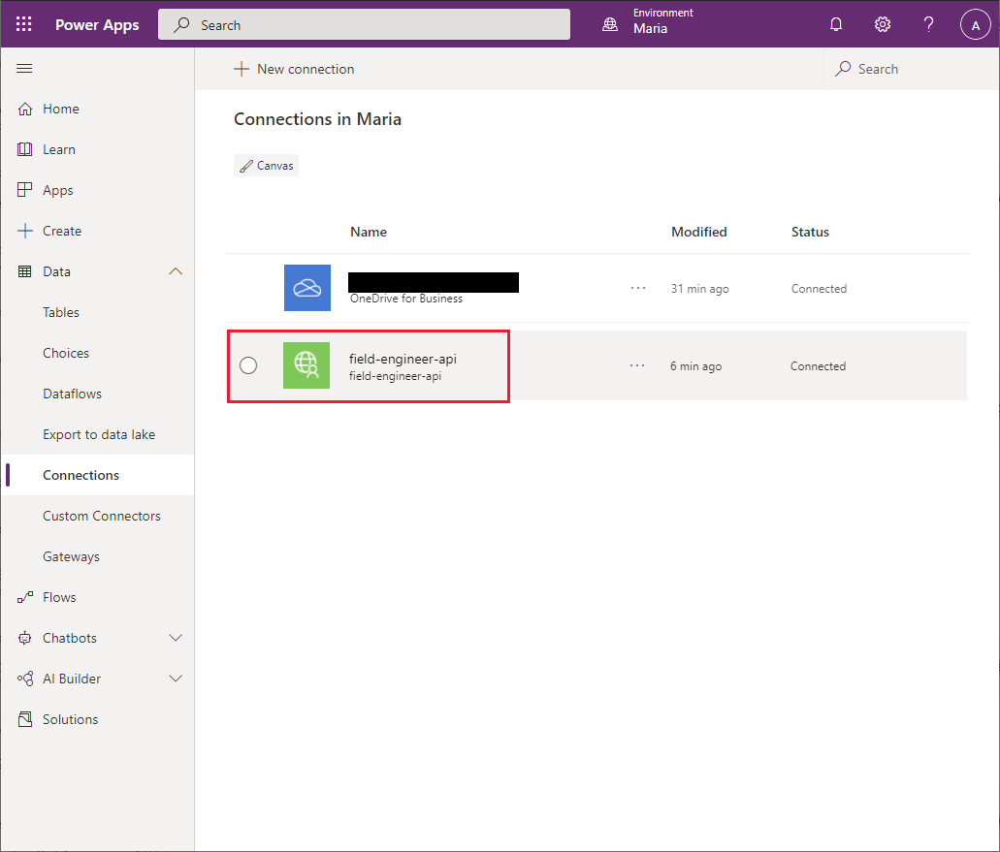 Power Apps
Search
Environment
Maria
?
A
New connection
Search
Home
Learn
Apps
Create
Data
Tables
Choices
Dataflows
Export to data lake
Connections
Custom Connectors
Gateways
Flows
Chatbots
AI Builder
Solutions
Connections in Maria
Canvas
Name Modified Status
OneDrive for Business
··· 31 min ago Connected
field-engineer-api
field-engineer-api
··· 6 min ago Connected